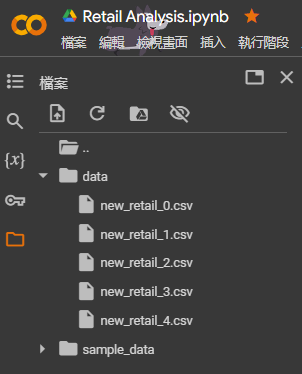 Retail Analysis.ipynb
檔案 編輯 檢視畫面 插入 執行階段
檔案
{x}
..
data
new_retail_0.csv
new_retail_1.csv
new_retail_2.csv
new_retail_3.csv
new_retail_4.csv
sample_data